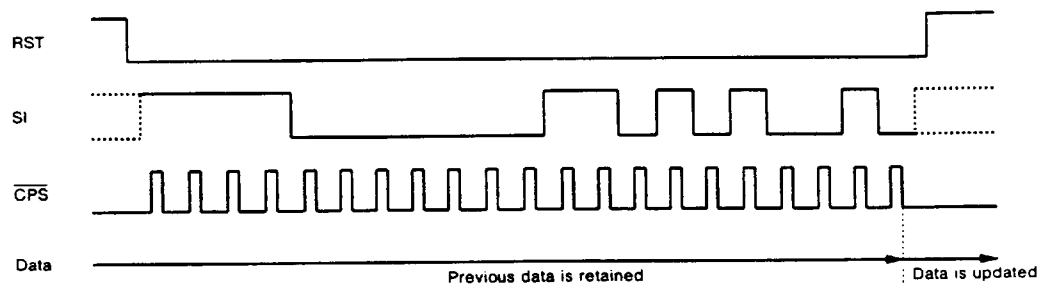 RST
SI
CPS
Data
Previous data is retained
Data is updated